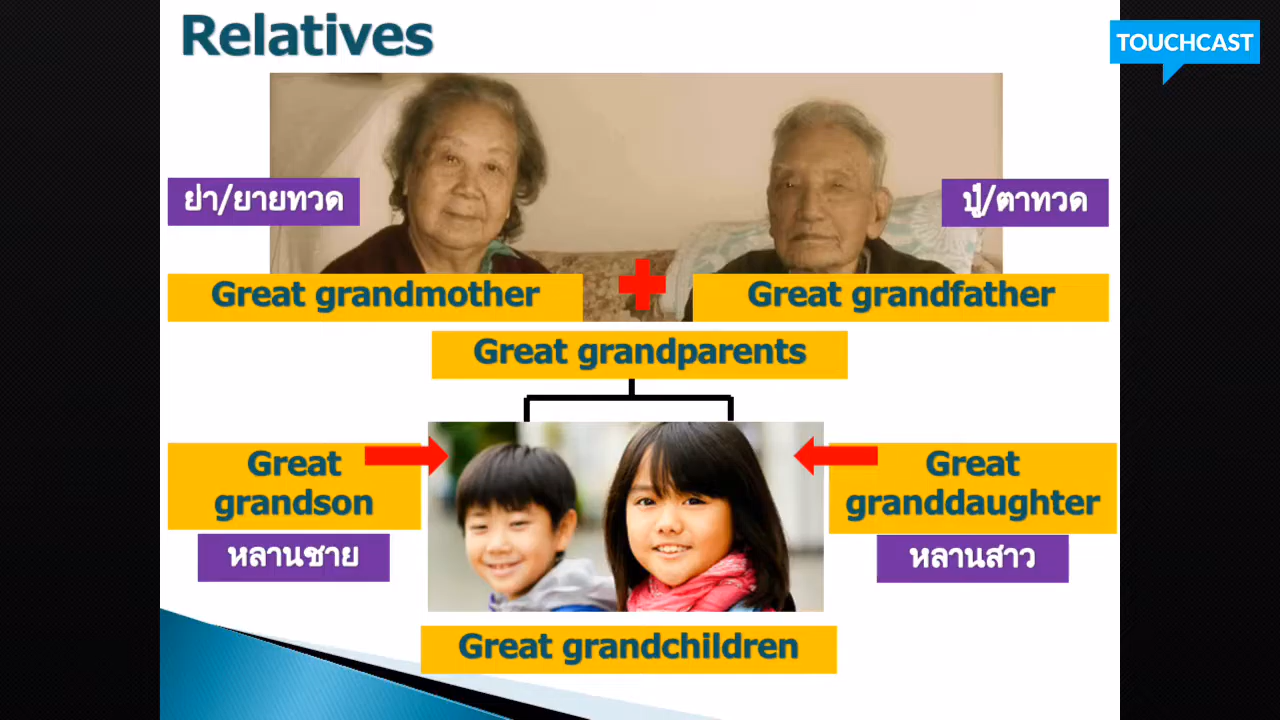 Relatives
TOUCHCAST
ย่า/ยายทวด
ปู่/ตาทวด
Great grandmother
Great grandfather
Great grandparents
Great
grandson
Great
granddaughter
หลานชาย
หลานสาว
Great grandchildren